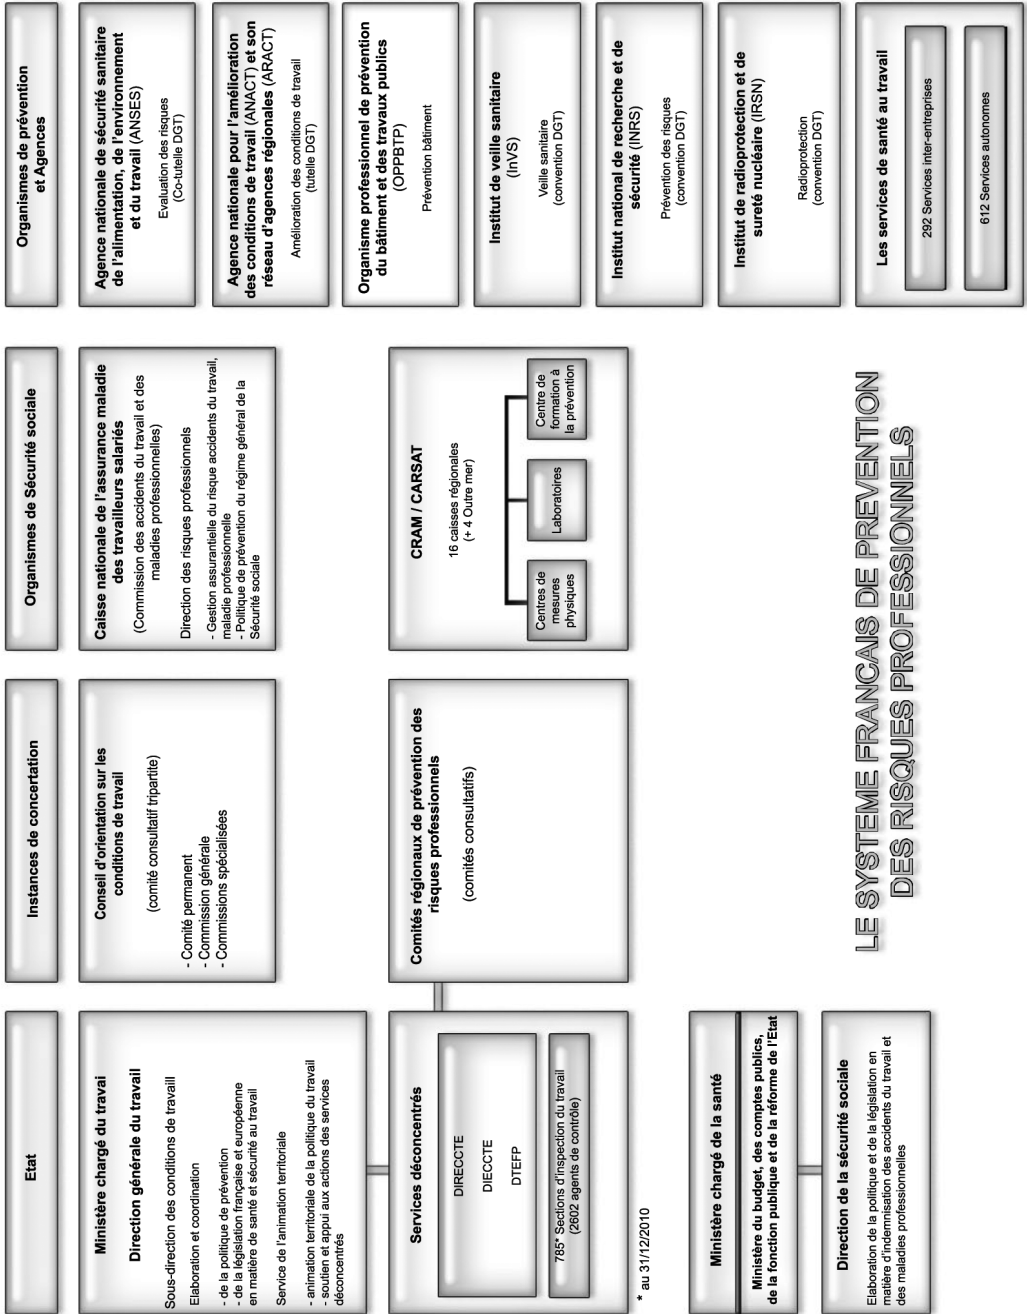 Etat
Ministère chargé du travai
Direction générale du travail
Sous-direction des conditions de travaill
Elaboration et coordination
- de la politique de prévention
- de la législation française et européenne
en matière de santé et sécurité au travail
Service de l'animation territoriale
- animation territoriale de la politique du travail
- soutien et appui aux actions des services
déconcentrés
Services déconcentrés
DIRECCTE
DIECCTE
DTEFP
785* Sections d'inspection du travail
(2602 agents de contrôle)
* au 31/12/2010
Ministère chargé de la santé
Ministère du budget, des comptes publics,
de la fonction publique et de la réforme de l'Etat
Direction de la sécurité sociale
Elaboration de la politique et de la législation en
matière d'indemnisation des accidents du travail et
des maladies professionnelles
Instances de concertation
Conseil d'orientation sur les
conditions de travail
(comité consultatif tripartite)
- Comité permanent
- Commission générale
- Commissions spécialisées
Comités régionaux de prévention des
risques professionnels
(comités consultatifs)
Organismes de Sécurité sociale
Caisse nationale de l'assurance maladie
des travailleurs salariés
(Commission des accidents du travail et des
maladies professionnelles)
Direction des risques professionnels
- Gestion assurantielle du risque accidents du travail,
maladie professionnelle
- Politique de prévention du régime général de la
Sécurité sociale
CRAM / CARSAT
16 caisses régionales
(+ 4 Outre mer)
Centres de
mesures
physiques
Laboratoires
Centre de
formation à
la prévention
Organismes de prévention
et Agences
Agence nationale de sécurité sanitaire
de l'alimentation, de l'environnement
et du travail (ANSES)
Evaluation des risques
(Co-tutelle DGT)
Agence nationale pour l'amélioration
des conditions de travail (ANACT) et son
réseau d'agences régionales (ARACT)
Amélioration des conditions de travail
(tutelle DGT)
Organisme professionnel de prévention
du bâtiment et des travaux publics
(OPPBTP)
Prévention bâtiment
Institut de veille sanitaire
(InVS)
Veille sanitaire
(convention DGT)
Institut national de recherche et de
sécurité (INRS)
Prévention des risques
(convention DGT)
Institut de radioprotection et de
sureté nucléaire (IRSN)
Radioprotection
(convention DGT)
Les services de santé au travail
292 Services inter-entreprises
612 Services autonomes
LE SYSTEME FRANCAIS DE PREVENTION
DES RISQUES PROFESSIONNELS